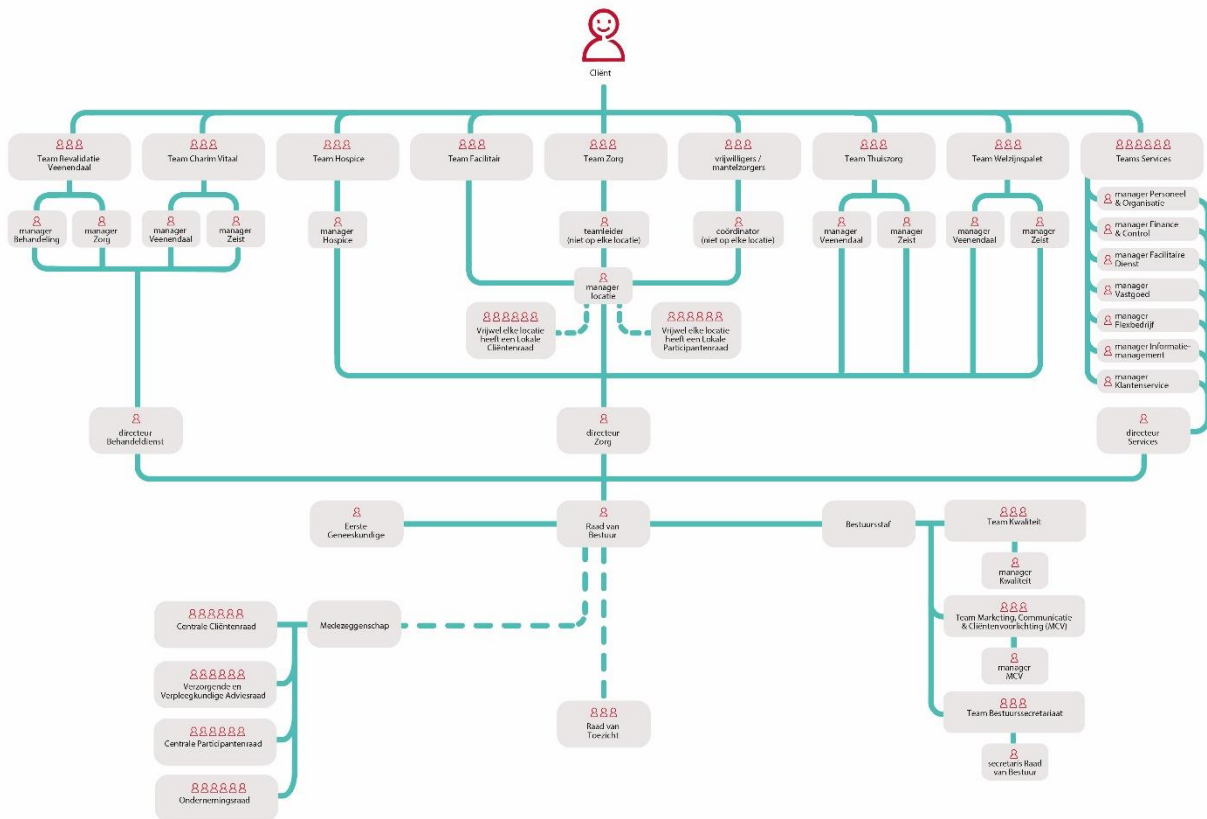 Cliënt
Team Revalidatie
Veenendaal
Team Charim Vitaal
Team Hospice
Team Facilitair
Team Zorg
vrijwilligers /
mantelzorgers
Team Thuiszorg
Team Welzijnspalet
Teams Services
manager
Behandeling
manager
Zorg
manager
Veenendaal
manager
Zeist
manager
Hospice
teamleider
(niet op elke locatie)
coördinator
(niet op elke locatie)
manager
Veenendaal
manager
Zeist
manager
Veenendaal
manager
Zeist
manager Personeel
& Organisatie
manager Finance
& Control
manager Facilitaire
Dienst
manager
Vastgoed
manager
Flexbedrijf
manager Informatie-
management
manager
Klantenservice
manager
locatie
Vrijwel elke locatie
heeft een Lokale
Cliëntenraad
Vrijwel elke locatie
heeft een Lokale
Participantenraad
directeur
Behandeldienst
directeur
Zorg
directeur
Services
Eerste
Geneeskundige
Raad van
Bestuur
Bestuursstaf
Team Kwaliteit
manager
Kwaliteit
Centrale Cliëntenraad
Medezeggenschap
Team Marketing, Communicatie
& Cliëntenvoorlichting (MCV)
manager
MCV
Verzorgende en
Verpleegkundige Adviesraad
Centrale Participantenraad
Ondernemingsraad
Raad van
Toezicht
Team Bestuurssecretariaat
secretaris Raad
van Bestuur